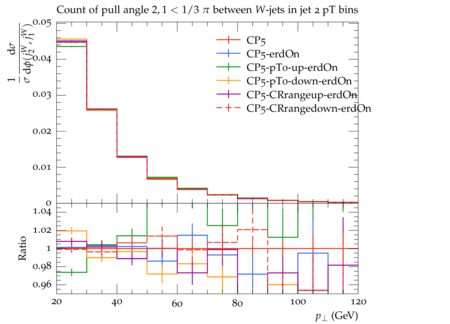 Count of pull angle 2, 1 < 1/3 π between W-jets in jet 2 pT bins
1/σ dσ/dϕ(j₂ᵂ, j₁ᵂ)
0.05
0.04
0.03
0.02
0.01
0
CP5
CP5-erdOn
CP5-pTo-up-erdOn
CP5-pTo-down-erdOn
CP5-CRrangeup-erdOn
CP5-CRrangedown-erdOn
Ratio
1.04
1.02
1
0.98
0.96
20
40
60
80
100
120
p⊥ (GeV)